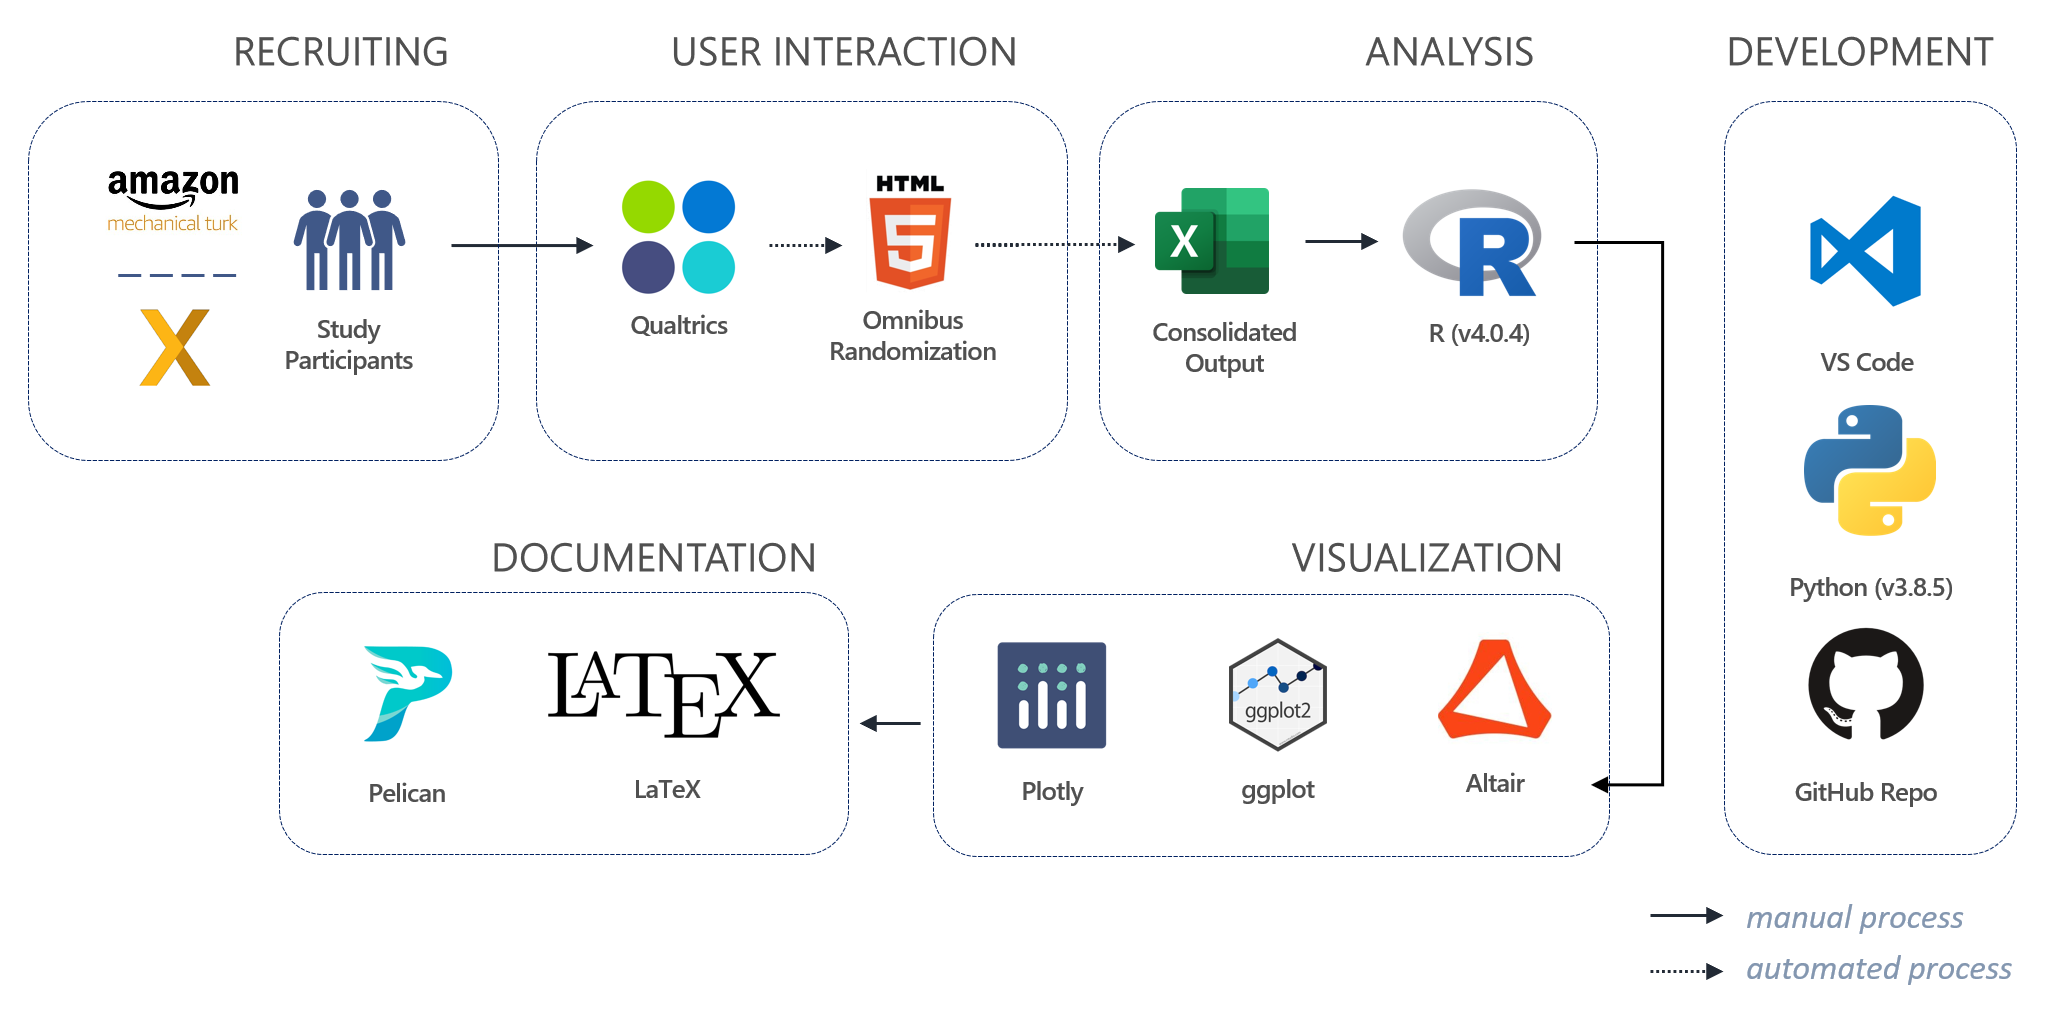 RECRUITING
USER INTERACTION
ANALYSIS
DEVELOPMENT
amazon
mechanical turk
X
Study
Participants
Qualtrics
HTML
5
Omnibus
Randomization
X
Consolidated
Output
R
R (v4.0.4)
VS Code
Python (v3.8.5)
GitHub Repo
DOCUMENTATION
VISUALIZATION
Pelican
LATEX
LaTeX
Plotly
ggplot2
ggplot
Altair
manual process
automated process